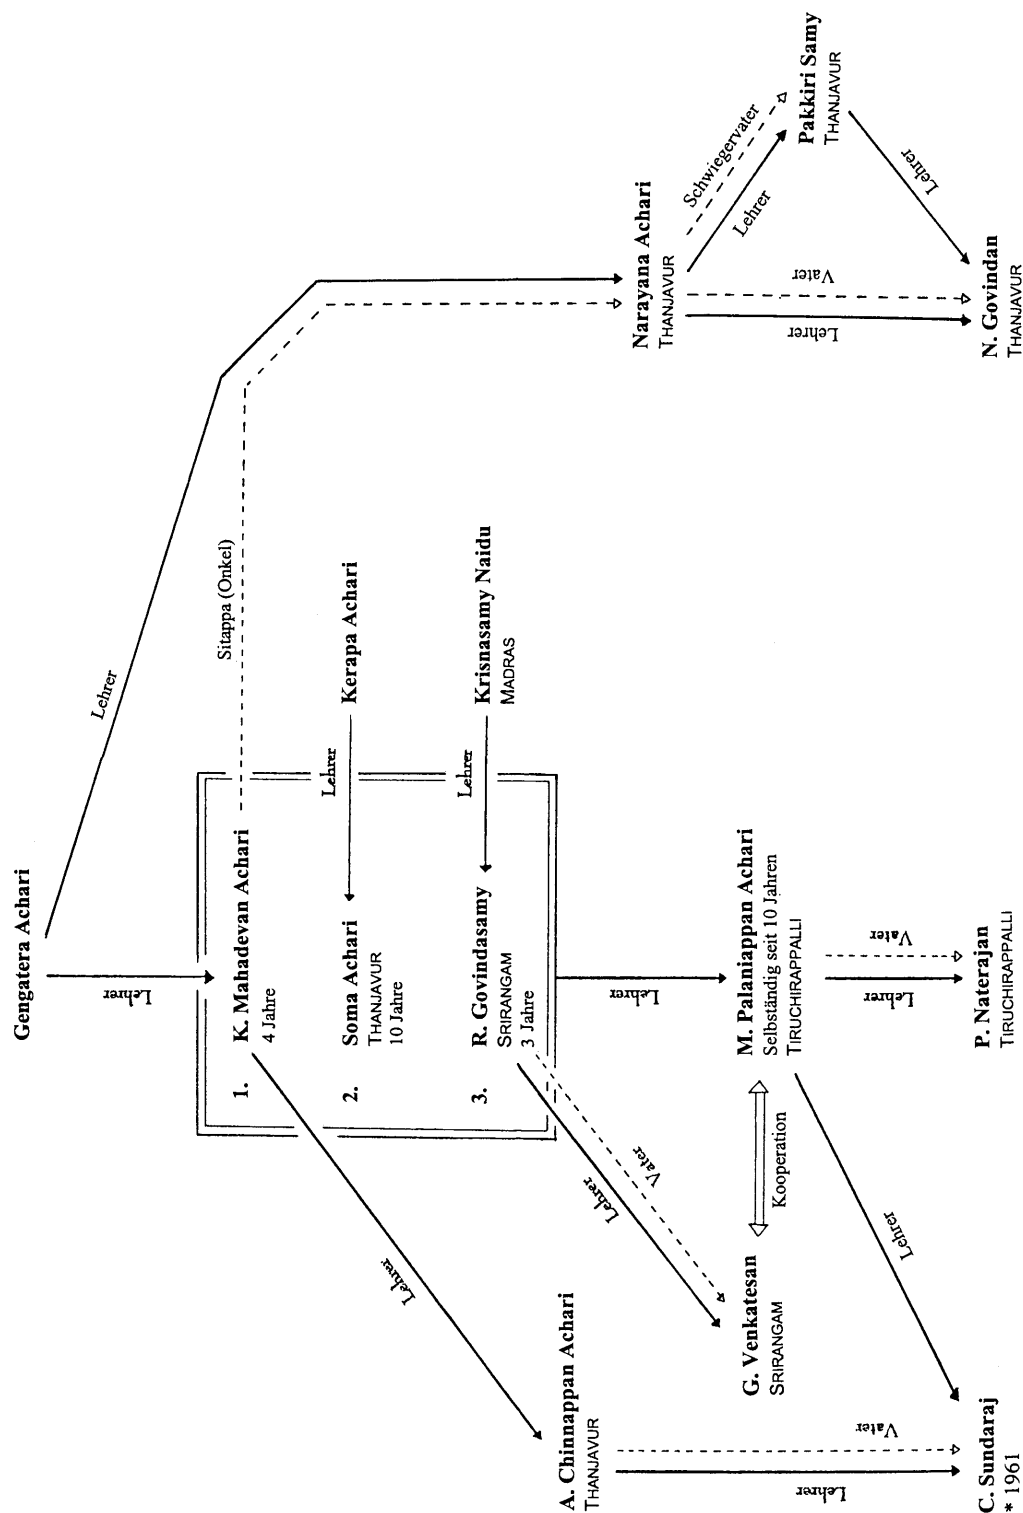 Gengatera Achari
Lehrer
Lehrer
Sitappa (Onkel)
1. K. Mahadevan Achari
4 Jahre
Lehrer
2. Soma Achari
THANJAVUR
10 Jahre
Lehrer
Kerapa Achari
3. R. Govindasamy
SRIRANGAM
3 Jahre
Lehrer
Krisnasamy Naidu
MADRAS
Lehrer
Vater
Lehrer
A. Chinnappan Achari
THANJAVUR
Narayana Achari
THANJAVUR
Lehrer
Schwiegervater
G. Venkatesan
SRIRANGAM
Kooperation
M. Palaniappan Achari
Selbständig seit 10 Jahren
TIRUCHIRAPPALLI
Pakkiri Samy
THANJAVUR
Lehrer
Vater
Lehrer
Lehrer
Vater
Lehrer
Vater
Lehrer
C. Sundaraj
* 1961
P. Naterajan
TIRUCHIRAPPALLI
N. Govindan
THANJAVUR